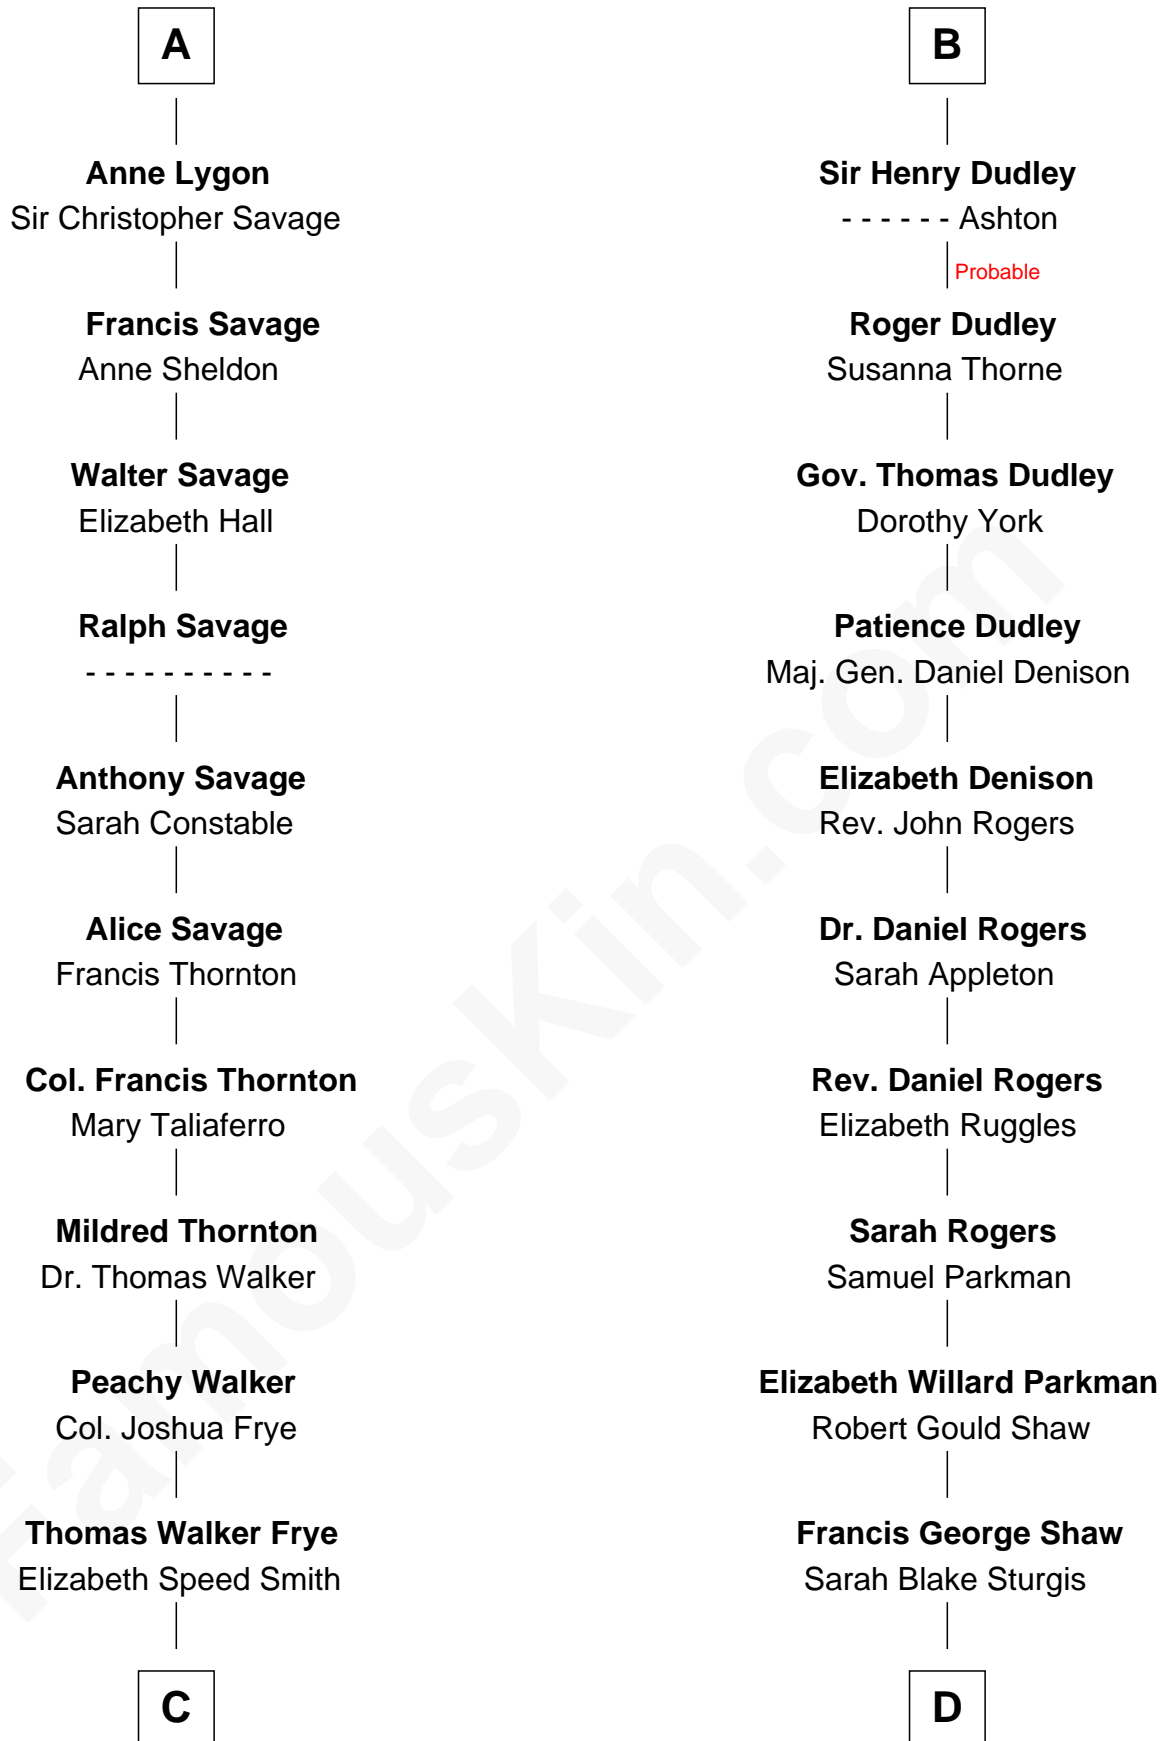 A
Anne Lygon
Sir Christopher Savage
Francis Savage
Anne Sheldon
Walter Savage
Elizabeth Hall
Ralph Savage
- - - - - - - - - -
Anthony Savage
Sarah Constable
Alice Savage
Francis Thornton
Col. Francis Thornton
Mary Taliaferro
Mildred Thornton
Dr. Thomas Walker
Peachy Walker
Col. Joshua Frye
Thomas Walker Frye
Elizabeth Speed Smith
C
B
Sir Henry Dudley
- - - - - - Ashton
Probable
Roger Dudley
Susanna Thorne
Gov. Thomas Dudley
Dorothy York
Patience Dudley
Maj. Gen. Daniel Denison
Elizabeth Denison
Rev. John Rogers
Dr. Daniel Rogers
Sarah Appleton
Rev. Daniel Rogers
Elizabeth Ruggles
Sarah Rogers
Samuel Parkman
Elizabeth Willard Parkman
Robert Gould Shaw
Francis George Shaw
Sarah Blake Sturgis
D
FamousKin.com